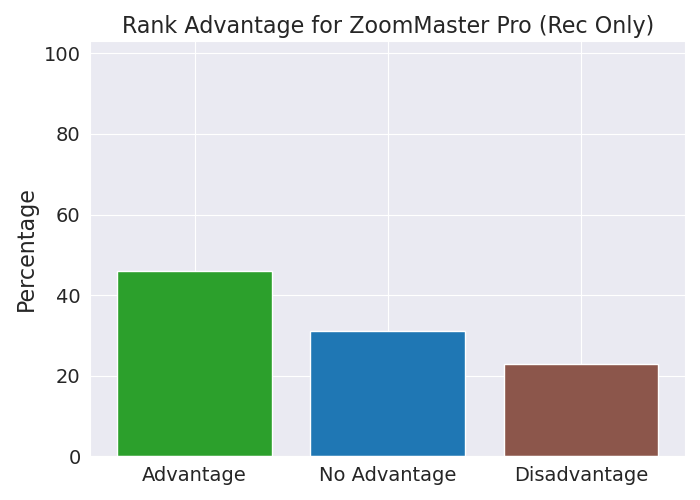 Rank Advantage for ZoomMaster Pro (Rec Only)
100
80
60
40
20
0
Percentage
Advantage
No Advantage
Disadvantage